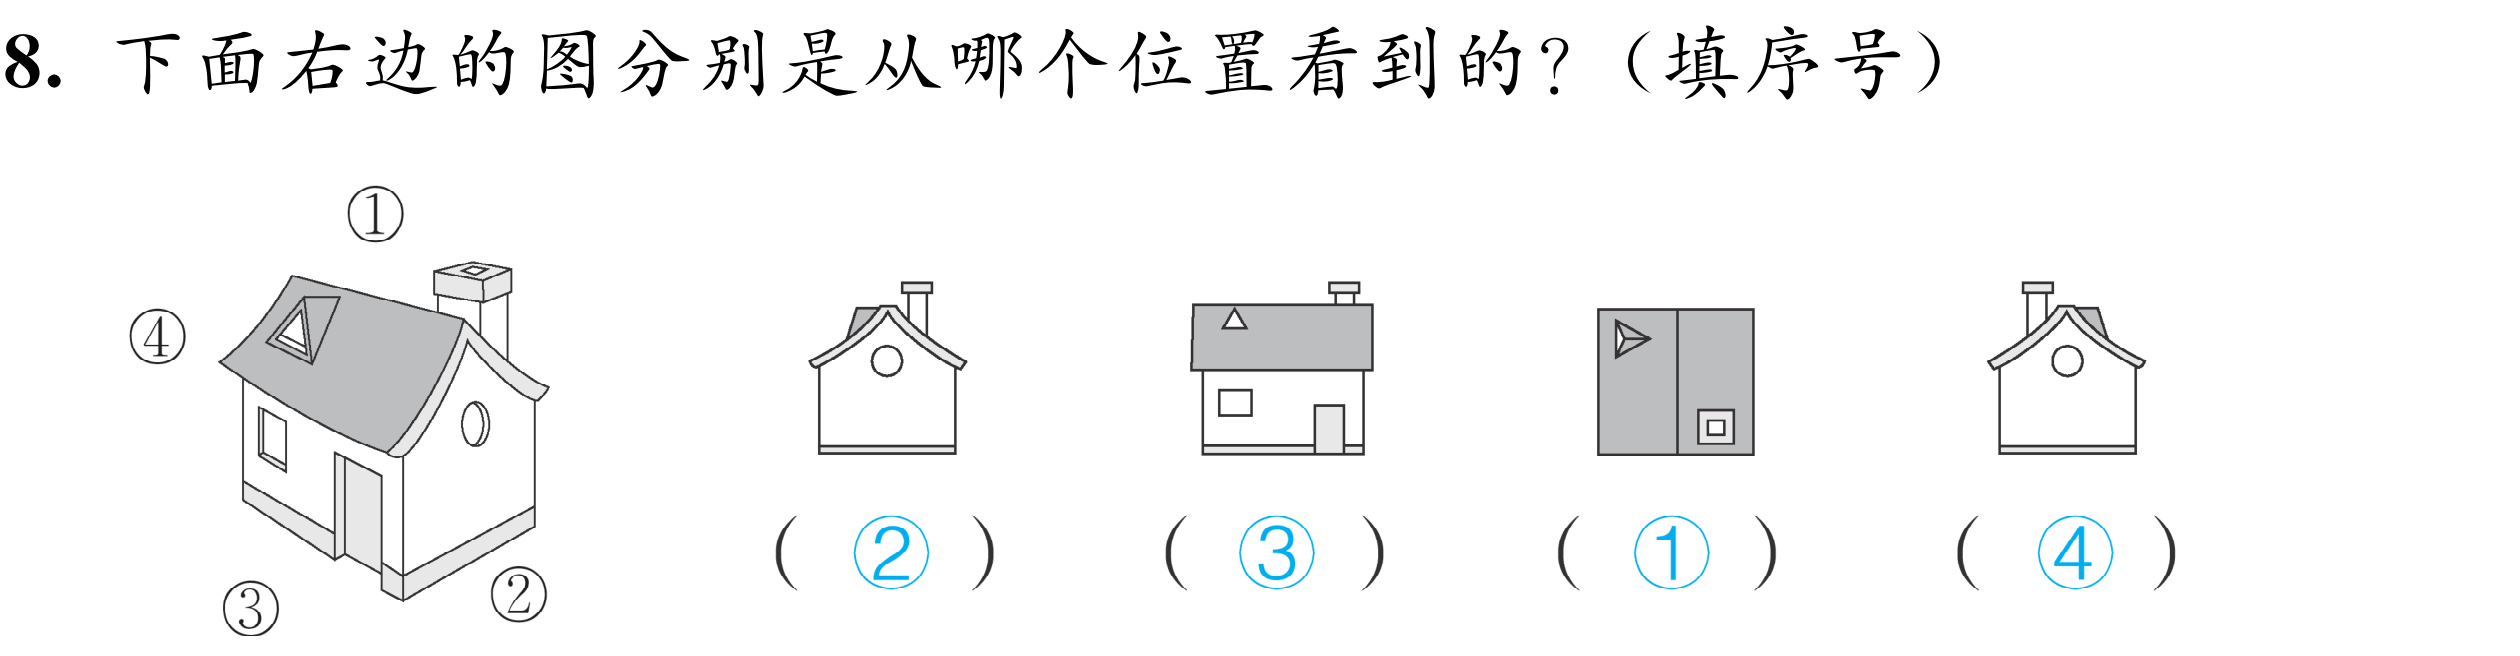 8. 下面右边的图分别是从哪个位置看到的?(填序号)
①
④
③
②
(②) (③) (①) (④)